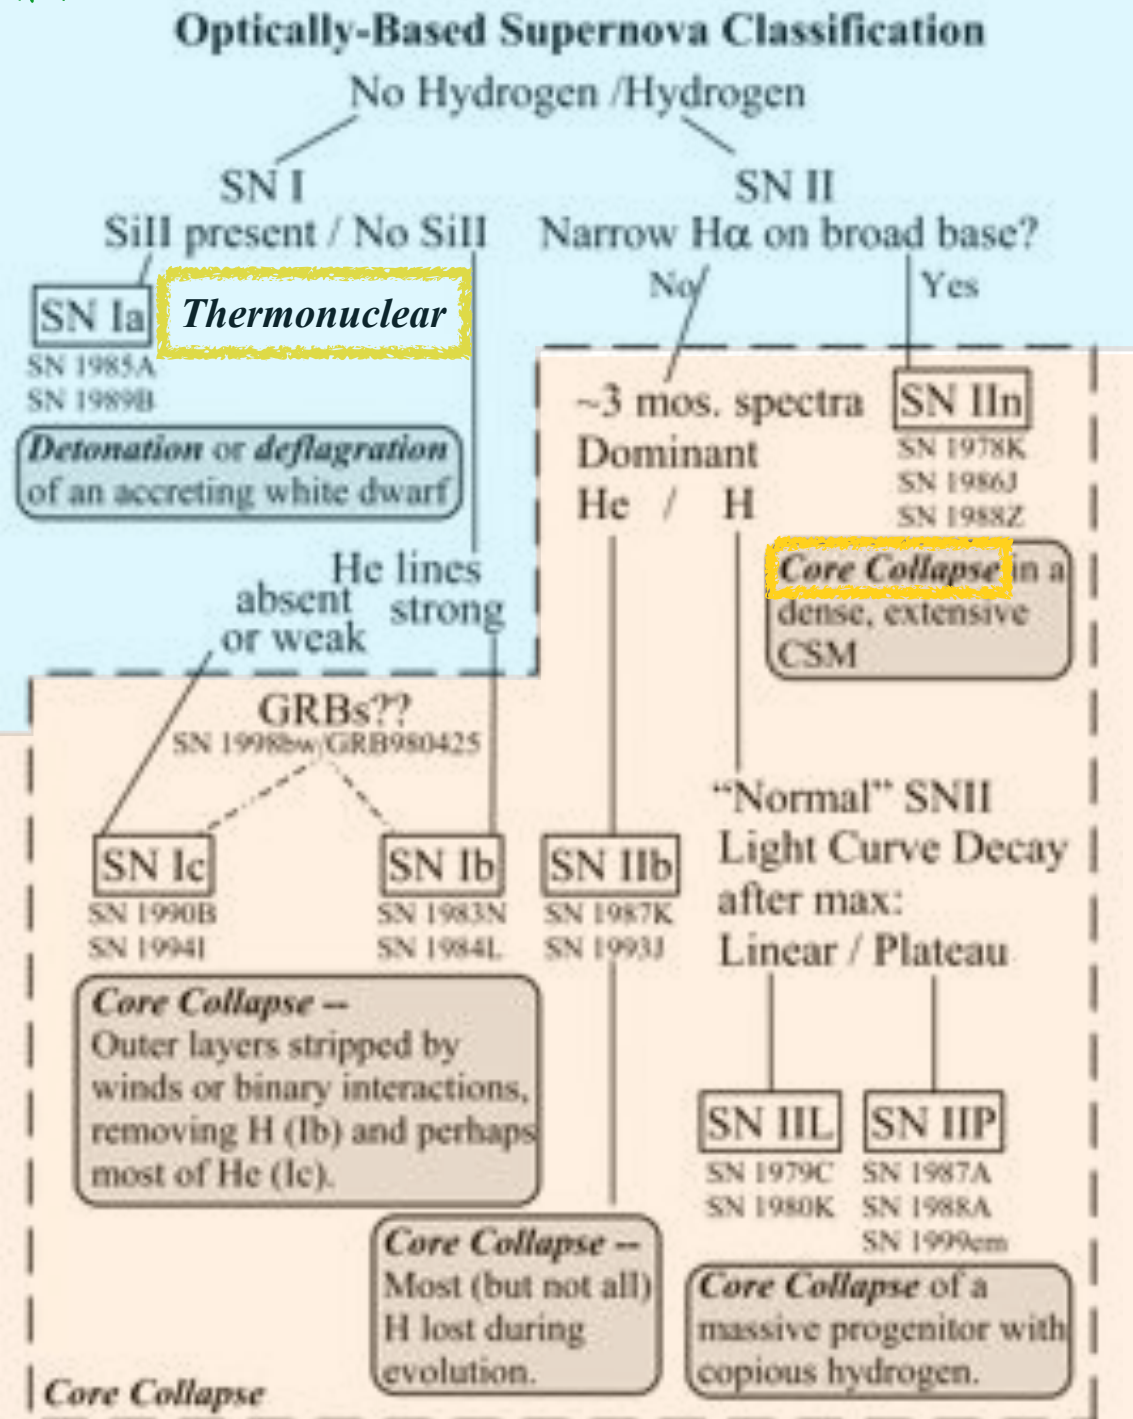 Optically-Based Supernova Classification
No Hydrogen /Hydrogen
SN I
SiII present / No SiII
SN Ia
SN 1985A
SN 1989B
Thermonuclear
Detonation or deflagration
of an accreting white dwarf
He lines
absent
or weak
strong
GRBs??
SN 1998bw/GRB980425
SN Ic
SN 1990B
SN 1994I
SN Ib
SN 1983N
SN 1984L
Core Collapse --
Outer layers stripped by
winds or binary interactions,
removing H (Ib) and perhaps
most of He (Ic).
SN II
Narrow Hα on broad base?
No
Yes
~3 mos. spectra
Dominant
He / H
SN IIn
SN 1978K
SN 1986J
SN 1988Z
Core Collapse in a
dense, extensive
CSM
SN IIb
SN 1987K
SN 1993J
Core Collapse --
Most (but not all)
H lost during
evolution.
“Normal” SNII
Light Curve Decay
after max:
Linear / Plateau
SN IIL
SN 1979C
SN 1980K
SN IIP
SN 1987A
SN 1988A
SN 1999em
Core Collapse of a
massive progenitor with
copious hydrogen.
Core Collapse